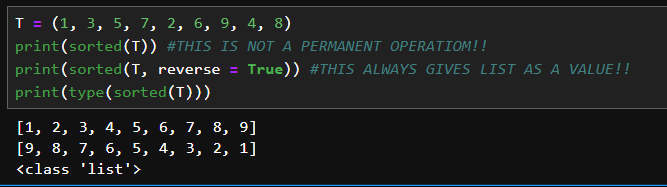 T = (1, 3, 5, 7, 2, 6, 9, 4, 8)
print(sorted(T)) #THIS IS NOT A PERMANENT OPERATIOM!!
print(sorted(T, reverse = True)) #THIS ALWAYS GIVES LIST AS A VALUE!!
print(type(sorted(T)))
[1, 2, 3, 4, 5, 6, 7, 8, 9]
[9, 8, 7, 6, 5, 4, 3, 2, 1]
<class 'list'>